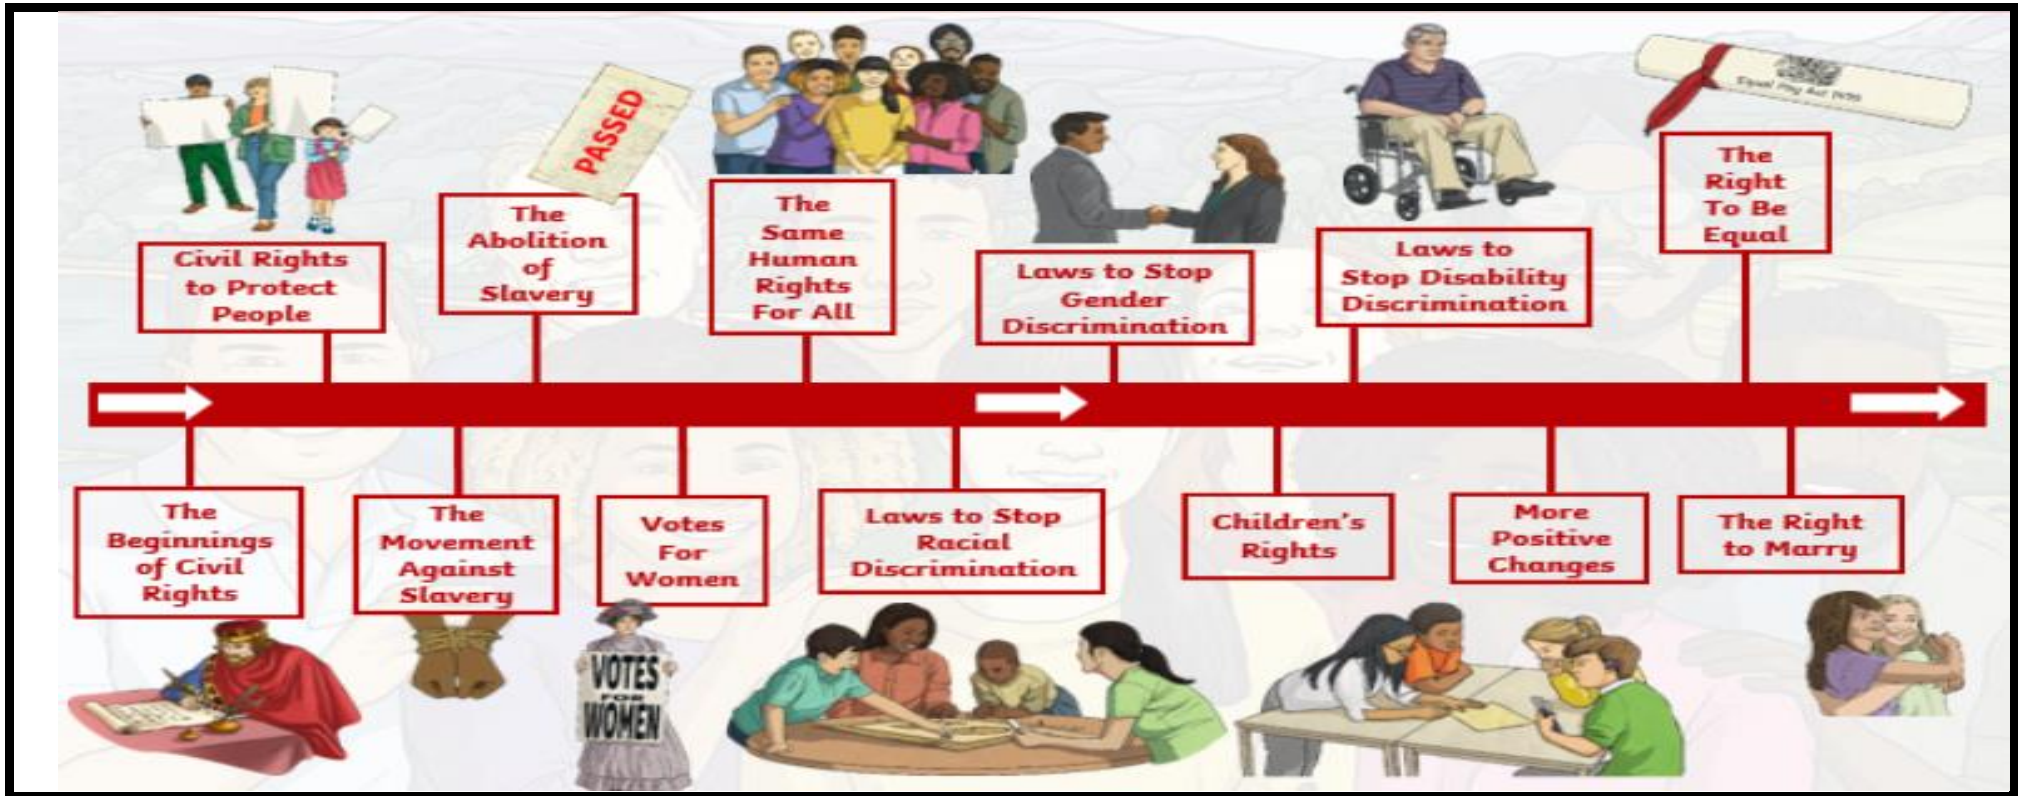 Equal Pay Act
PASSED
Civil Rights
to Protect
People
The
Abolition
of
Slavery
The
Same
Human
Rights
For All
Laws to Stop
Gender
Discrimination
Laws to
Stop Disability
Discrimination
The
Right
To Be
Equal
The
Beginnings
of Civil
Rights
The
Movement
Against
Slavery
Votes
For
Women
Laws to Stop
Racial
Discrimination
Children's
Rights
More
Positive
Changes
The Right
to Marry
VOTES
FOR
WOMEN